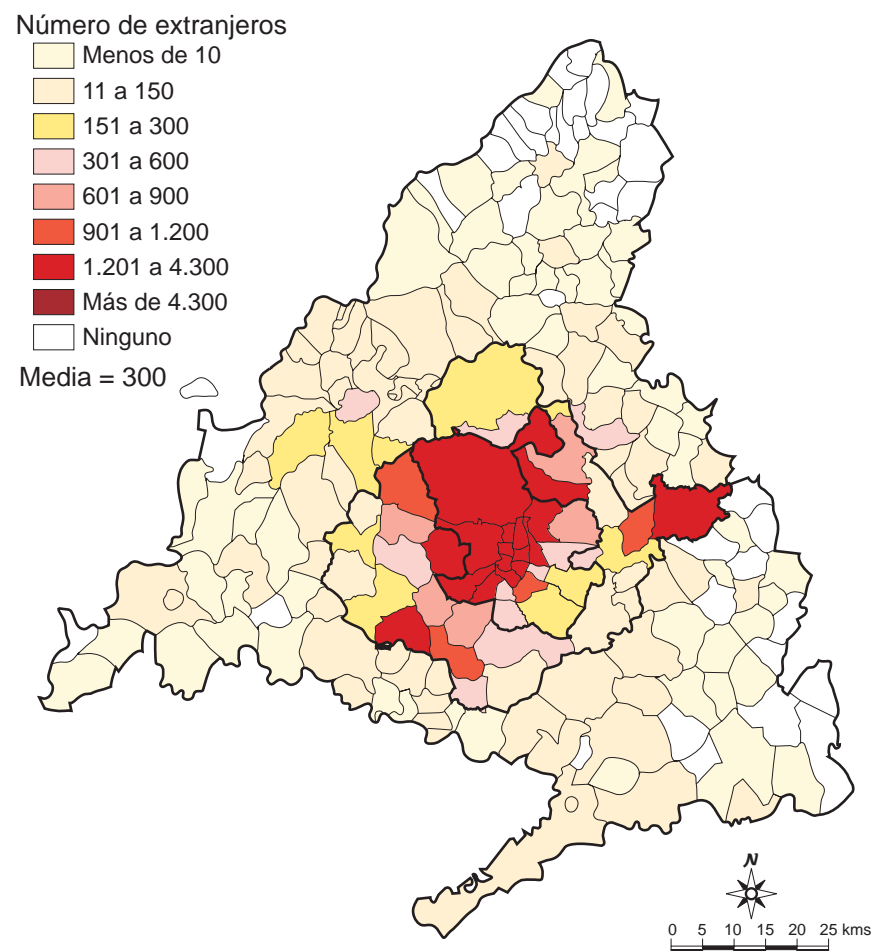 Número de extranjeros
Menos de 10
11 a 150
151 a 300
301 a 600
601 a 900
901 a 1.200
1.201 a 4.300
Más de 4.300
Ninguno
Media = 300
N
0 5 10 15 20 25 kms